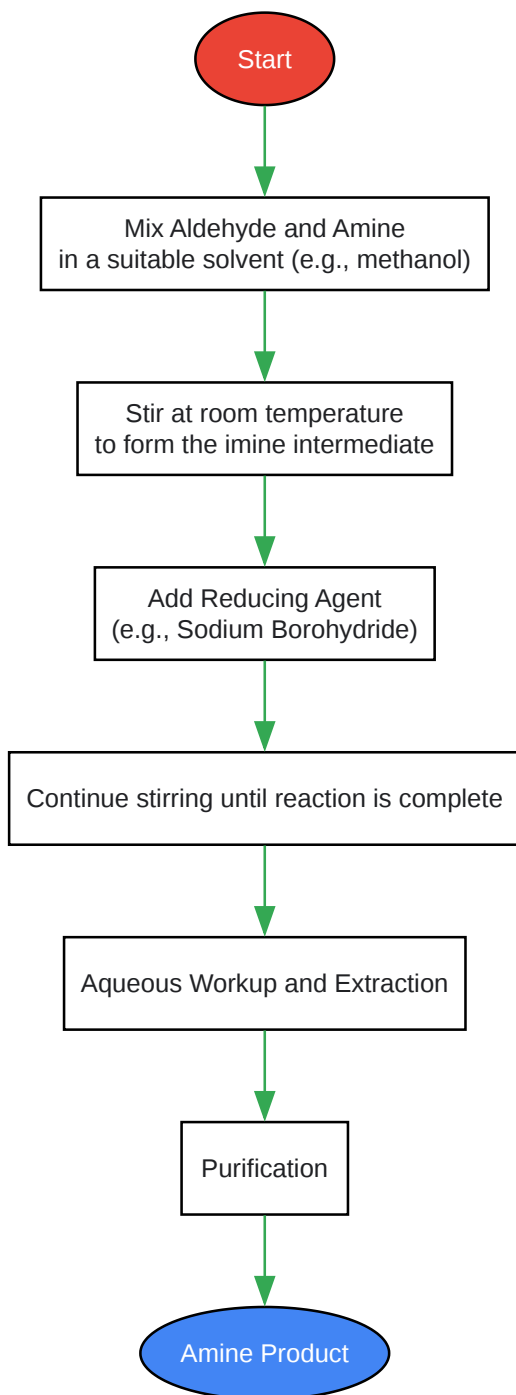 Start
Mix Aldehyde and Amine
in a suitable solvent (e.g., methanol)
Stir at room temperature
to form the imine intermediate
Add Reducing Agent
(e.g., Sodium Borohydride)
Continue stirring until reaction is complete
Aqueous Workup and Extraction
Purification
Amine Product